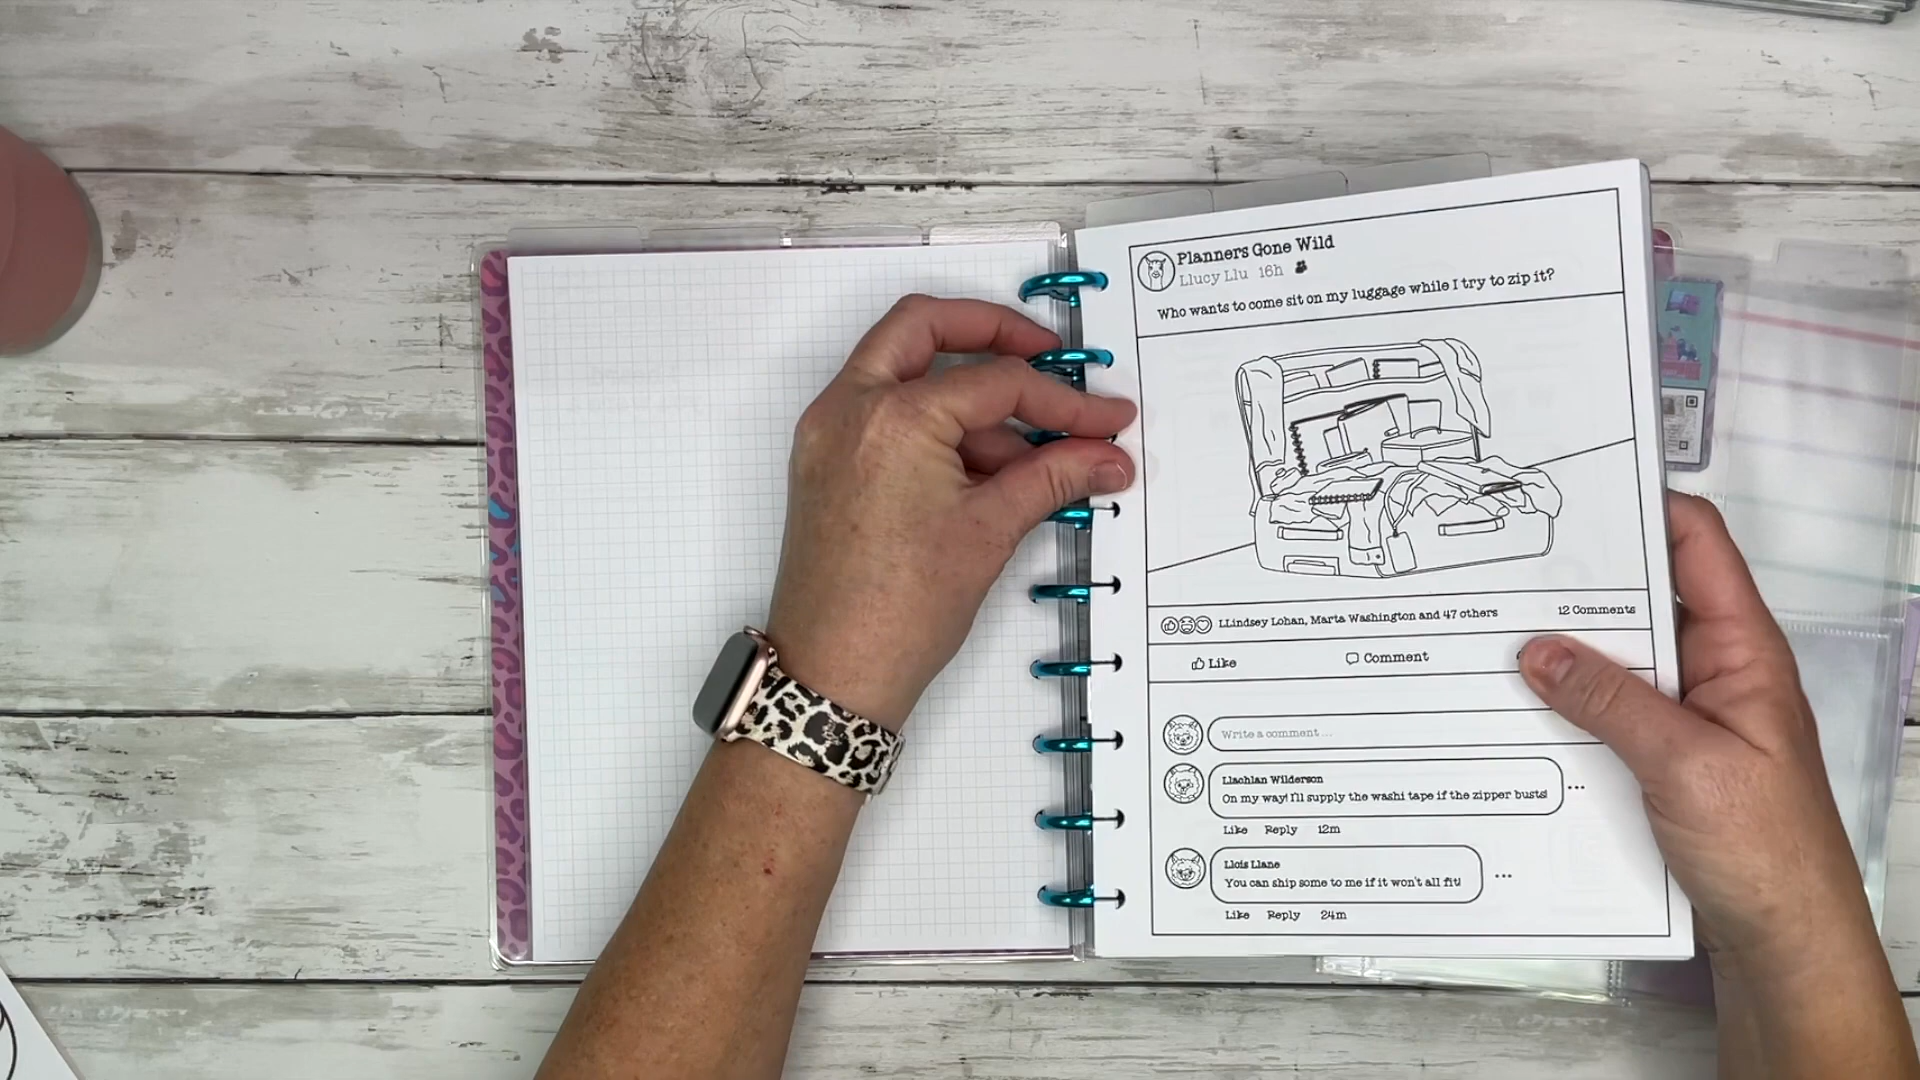 Planners Gone Wild
Llucy Llu 16h
Who wants to come sit on my luggage while I try to zip it?
LLindsey Lohan, Marta Washington and 47 others
12 Comments
Like
Comment
Write a comment ...
Llachlan Wilderson
On my way! I'll supply the washi tape if the zipper busts!
Like Reply 12m
Llois Llane
You can ship some to me if it won't all fit!
Like Reply 24m